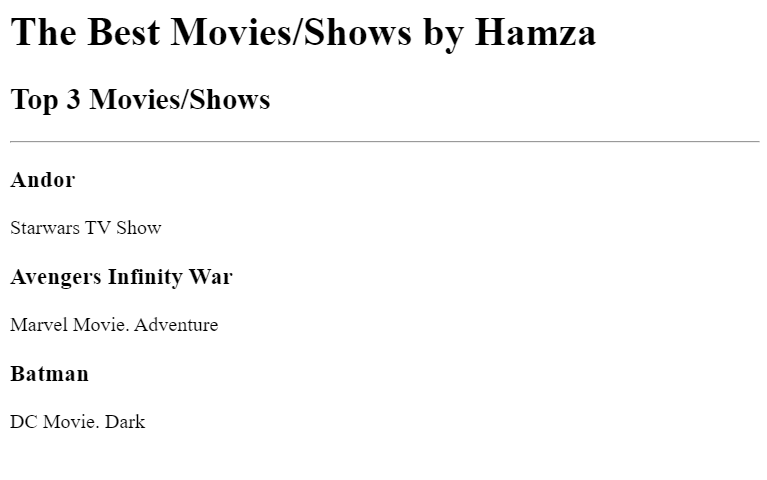 The Best Movies/Shows by Hamza
Top 3 Movies/Shows
Andor
Starwars TV Show
Avengers Infinity War
Marvel Movie. Adventure
Batman
DC Movie. Dark